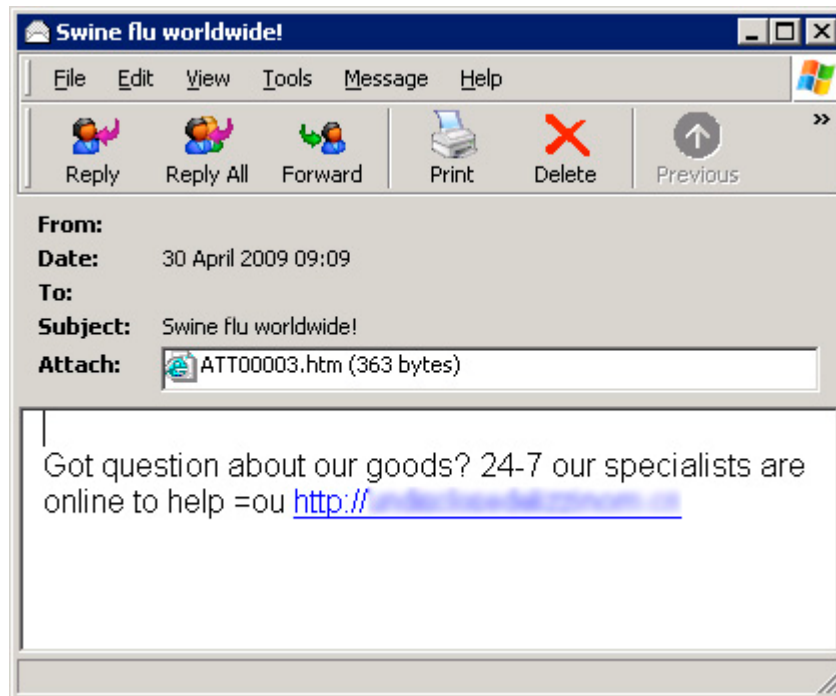 Swine flu worldwide!
File Edit View Tools Message Help
Reply Reply All Forward Print Delete Previous »
From:
Date: 30 April 2009 09:09
To:
Subject: Swine flu worldwide!
Attach: ATT00003.htm (363 bytes)
Got question about our goods? 24-7 our specialists are
online to help =ou http://